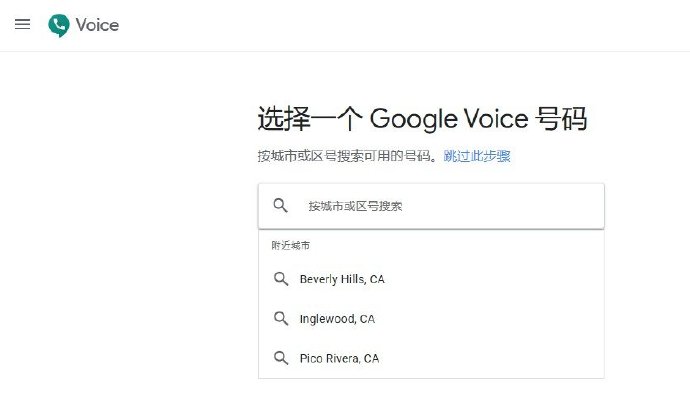 Voice
选择一个 Google Voice 号码
按城市或区号搜索可用的号码。跳过此步骤
按城市或区号搜索
附近城市
Beverly Hills, CA
Inglewood, CA
Pico Rivera, CA